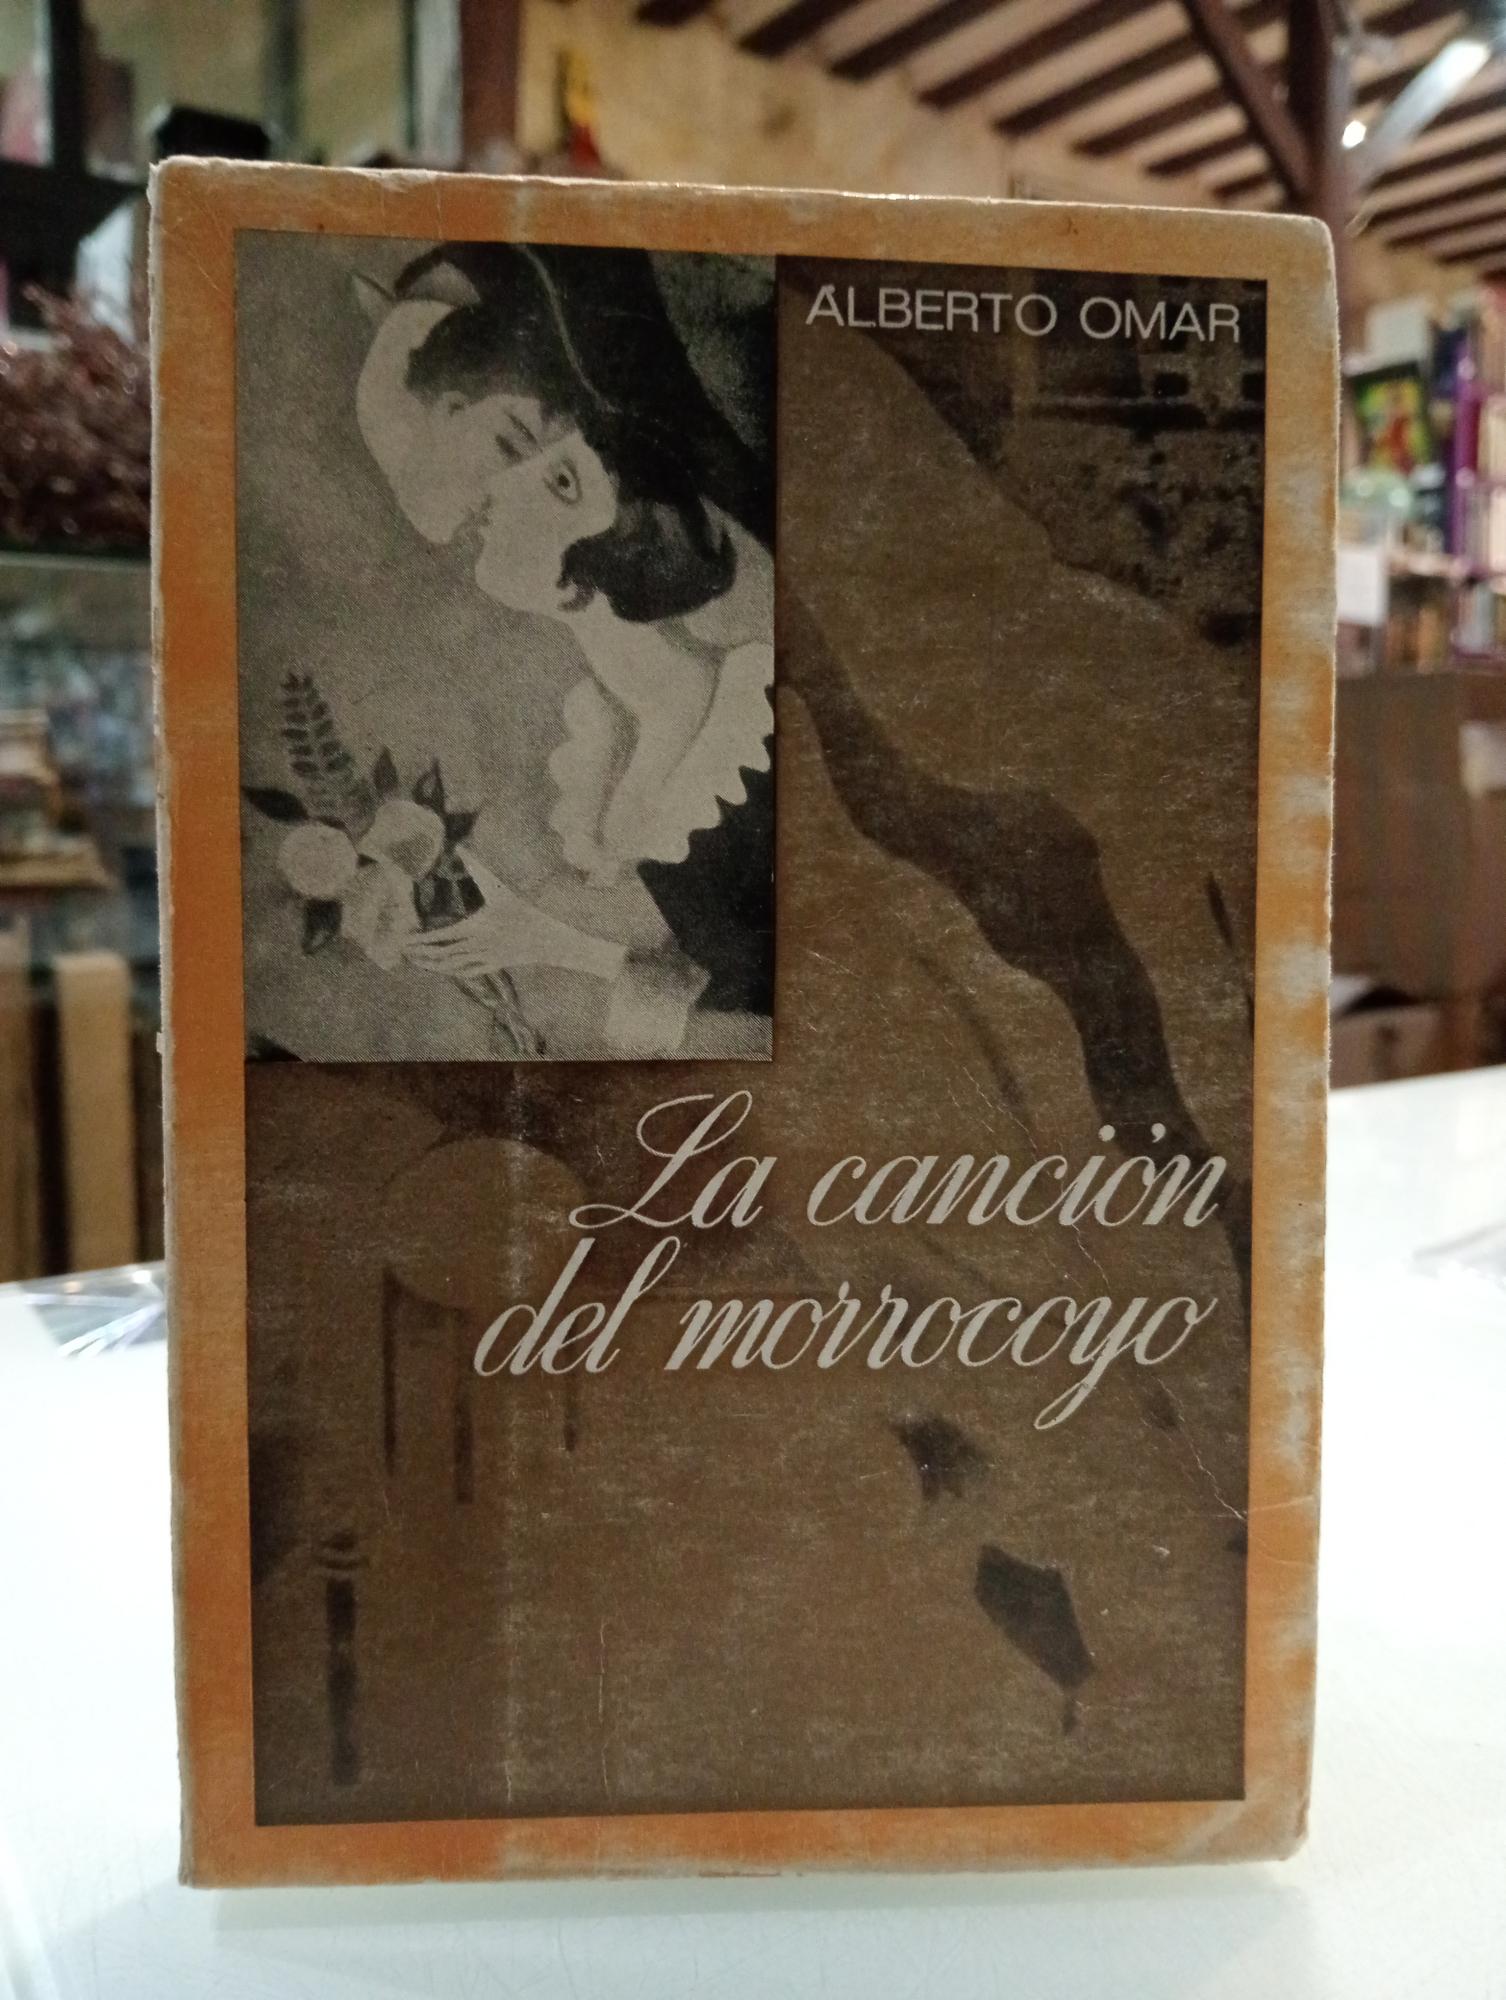 ALBERTO OMAR
La canción
del morrocoyo